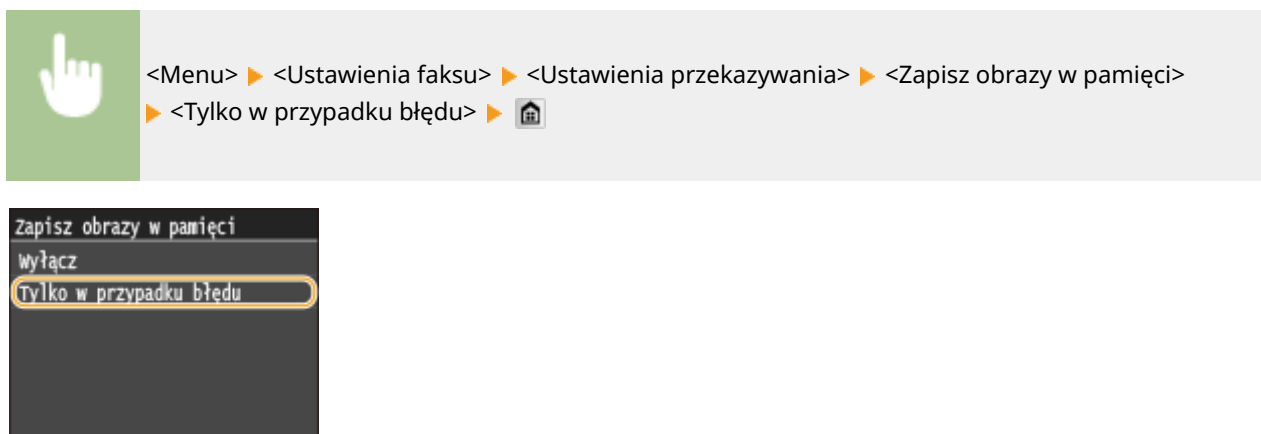 <Menu> <Ustawienia faksu> <Ustawienia przekazywania> <Zapisz obrazy w pamięci>
<Tylko w przypadku błędu>
Zapisz obrazy w pamięci
Wyłącz
Tylko w przypadku błędu